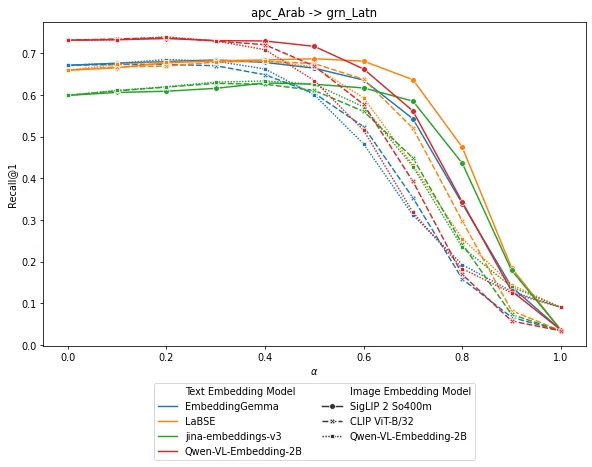 apc_Arab -> grn_Latn
Recall@1
0.7
0.6
0.5
0.4
0.3
0.2
0.1
0.0
0.0 0.2 0.4 0.6 0.8 1.0
α
Text Embedding Model Image Embedding Model
EmbeddingGemma SigLIP 2 So400m
LaBSE CLIP ViT-B/32
jina-embeddings-v3 Qwen-VL-Embedding-2B
Qwen-VL-Embedding-2B